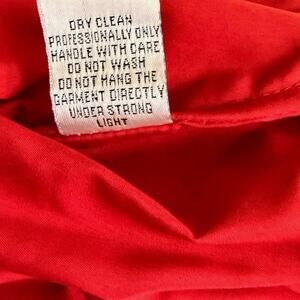 DRY CLEAN
PROFESSIONALLY ONLY
HANDLE WITH CARE
DO NOT WASH
DO NOT HANG THE
GARMENT DIRECTLY
UNDER STRONG
LIGHT